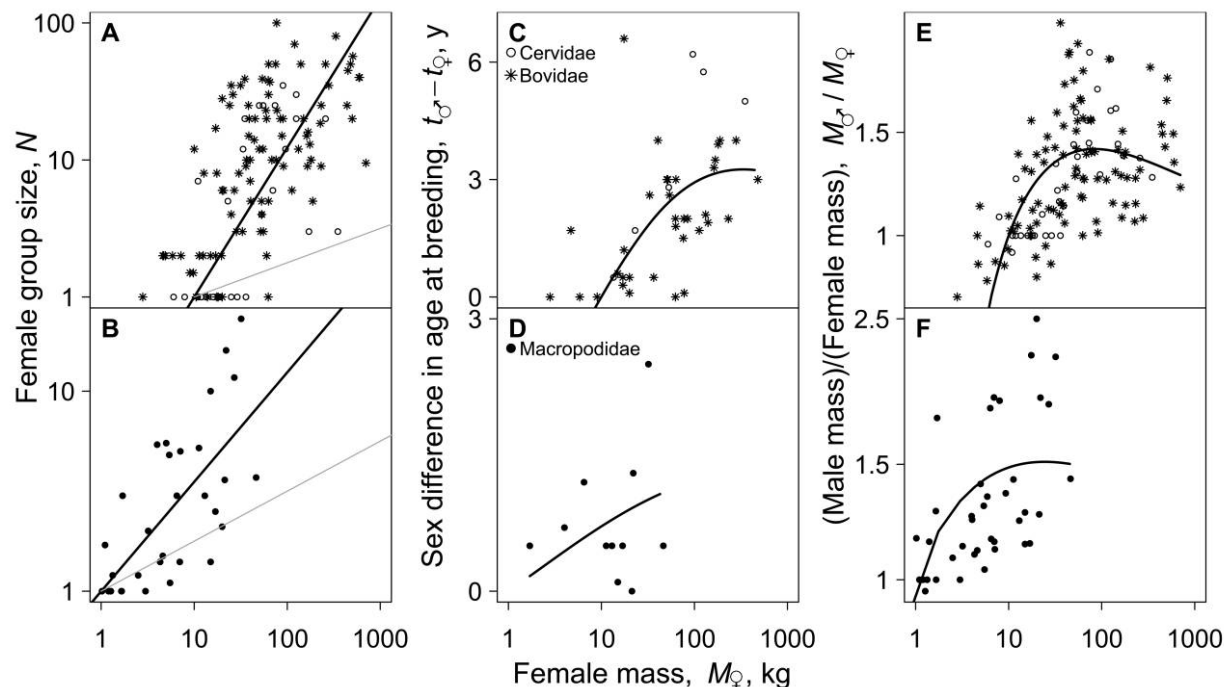 A
100
10
1
Female group size, N
B
10
1
1 10 100 1000
C
○ Cervidae
✳ Bovidae
6
3
0
Sex difference in age at breeding, t♂ – t♀, y
D
● Macropodidae
3
0
1 10 100 1000
Female mass, M♀, kg
E
1.5
1
(Male mass)/(Female mass), M♂ / M♀
F
2.5
1.5
1
1 10 100 1000